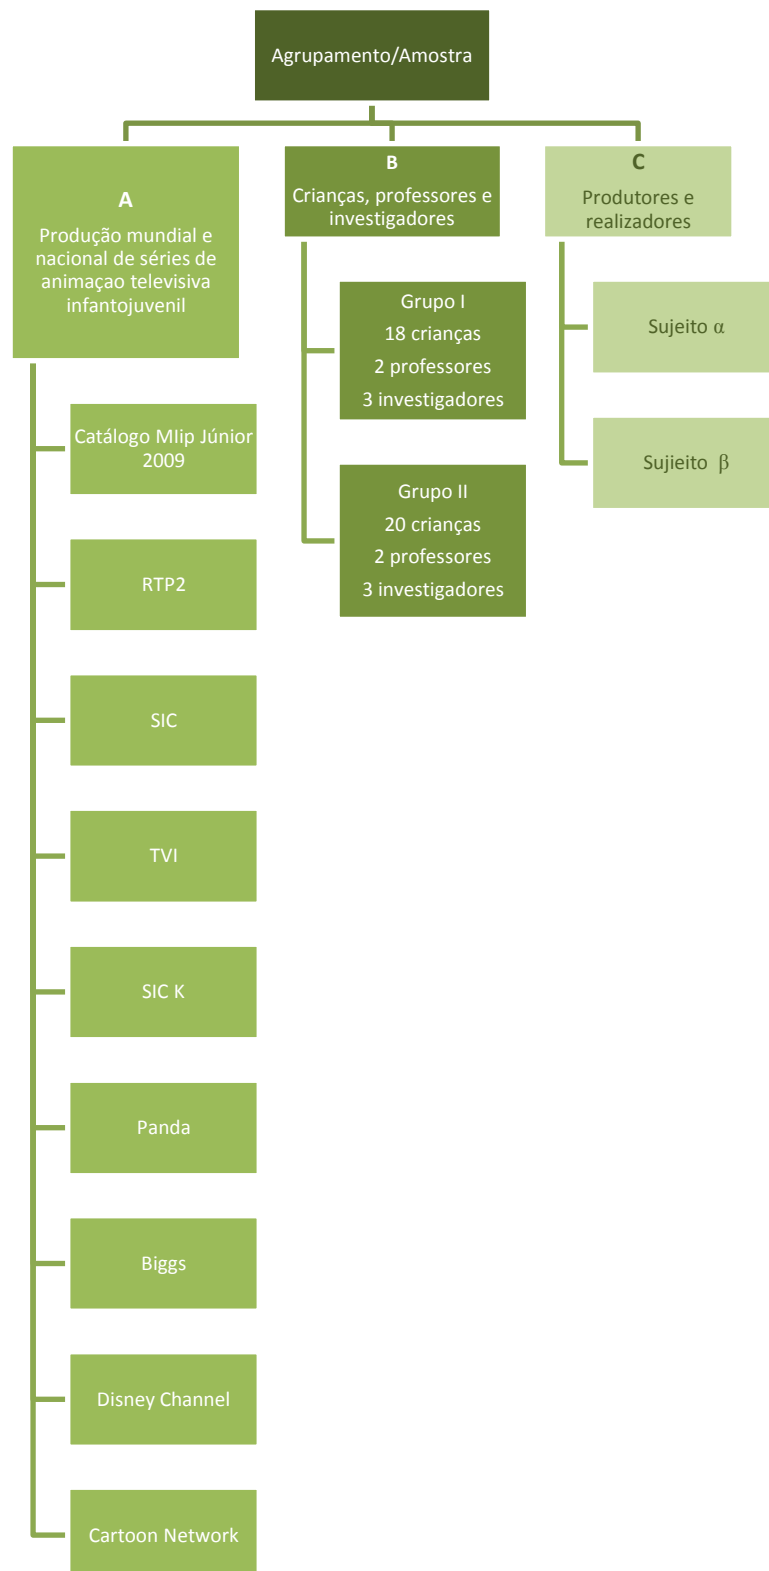 Agrupamento/Amostra
A
Produção mundial e
nacional de séries de
animaçao televisiva
infantojuvenil
Catálogo MIip Júnior
2009
RTP2
SIC
TVI
SIC K
Panda
Biggs
Disney Channel
Cartoon Network
B
Crianças, professores e
investigadores
Grupo I
18 crianças
2 professores
3 investigadores
Grupo II
20 crianças
2 professores
3 investigadores
C
Produtores e
realizadores
Sujeito α
Sujieito β